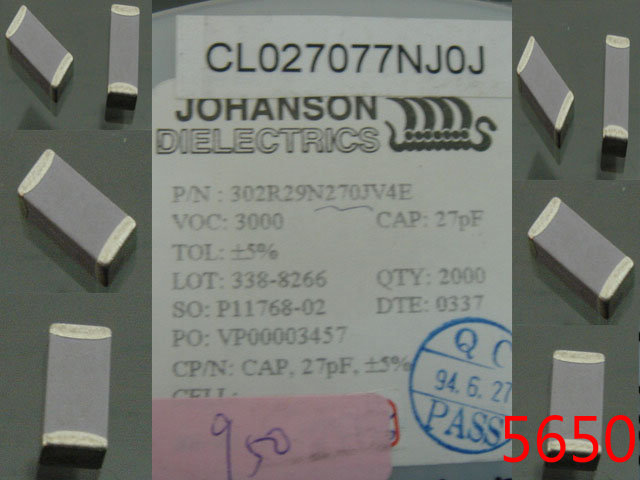 CL027077NJ0J
JOHANSON
DIELECTRICS
P/N : 302R29N270JV4E
VOC: 3000 CAP: 27pF
TOL: ±5%
LOT: 338-8266 QTY: 2000
SO: P11768-02 DTE: 0337
PO: VP00003457
CP/N: CAP, 27pF, ±5%
CELL:
Q C
94.6.27
PASS
950
5650